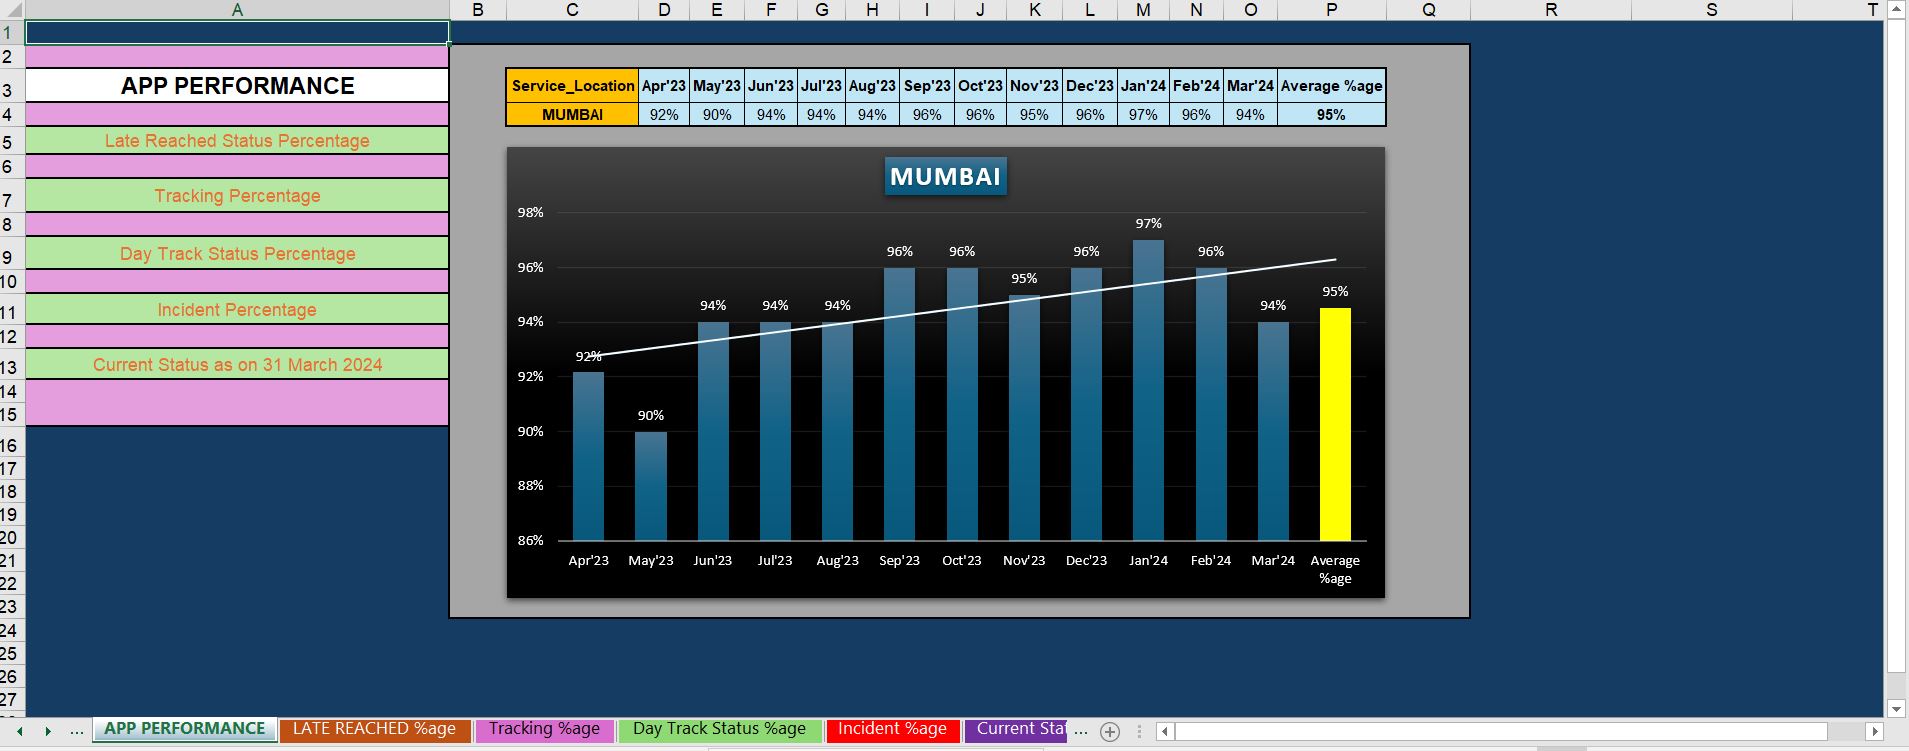 A B C D E F G H I J K L M N O P Q R S T
1
2
3 APP PERFORMANCE
4
5 Late Reached Status Percentage
6
7 Tracking Percentage
8
9 Day Track Status Percentage
10
11 Incident Percentage
12
13 Current Status as on 31 March 2024
14
15
16
17
18
19
20
21
22
23
24
25
26
27
Service_Location Apr'23 May'23 Jun'23 Jul'23 Aug'23 Sep'23 Oct'23 Nov'23 Dec'23 Jan'24 Feb'24 Mar'24 Average %age
MUMBAI 92% 90% 94% 94% 94% 96% 96% 95% 96% 97% 96% 94% 95%
MUMBAI
98%
96%
94%
92%
90%
88%
86%
92% 90% 94% 94% 94% 96% 96% 95% 96% 97% 96% 94% 95%
Apr'23 May'23 Jun'23 Jul'23 Aug'23 Sep'23 Oct'23 Nov'23 Dec'23 Jan'24 Feb'24 Mar'24 Average
%age
... APP PERFORMANCE LATE REACHED %age Tracking %age Day Track Status %age Incident %age Current Stat ...